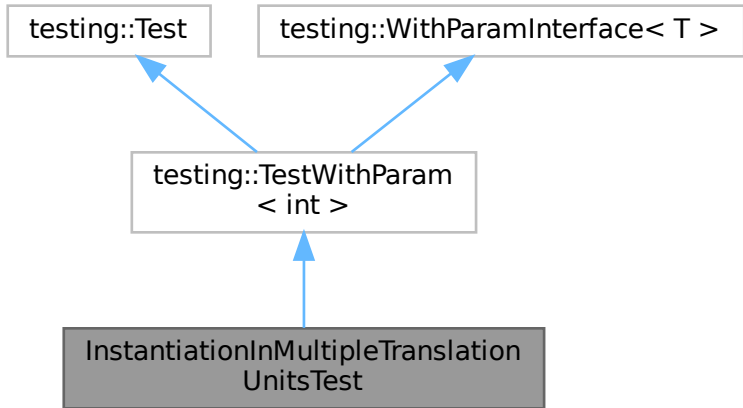 testing::Test
testing::WithParamInterface< T >
testing::TestWithParam
< int >
InstantiationInMultipleTranslation
UnitsTest